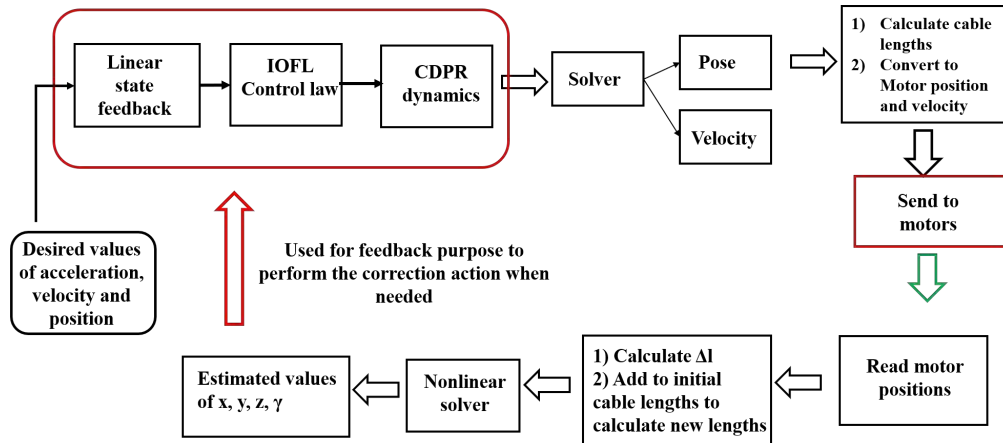 Linear
state
feedback
IOFL
Control law
CDPR
dynamics
Solver
Pose
Velocity
1) Calculate cable
lengths
2) Convert to
Motor position
and velocity
Send to
motors
Desired values
of acceleration,
velocity and
position
Used for feedback purpose to
perform the correction action when
needed
Estimated values
of x, y, z, γ
Nonlinear
solver
1) Calculate Δl
2) Add to initial
cable lengths to
calculate new lengths
Read motor
positions